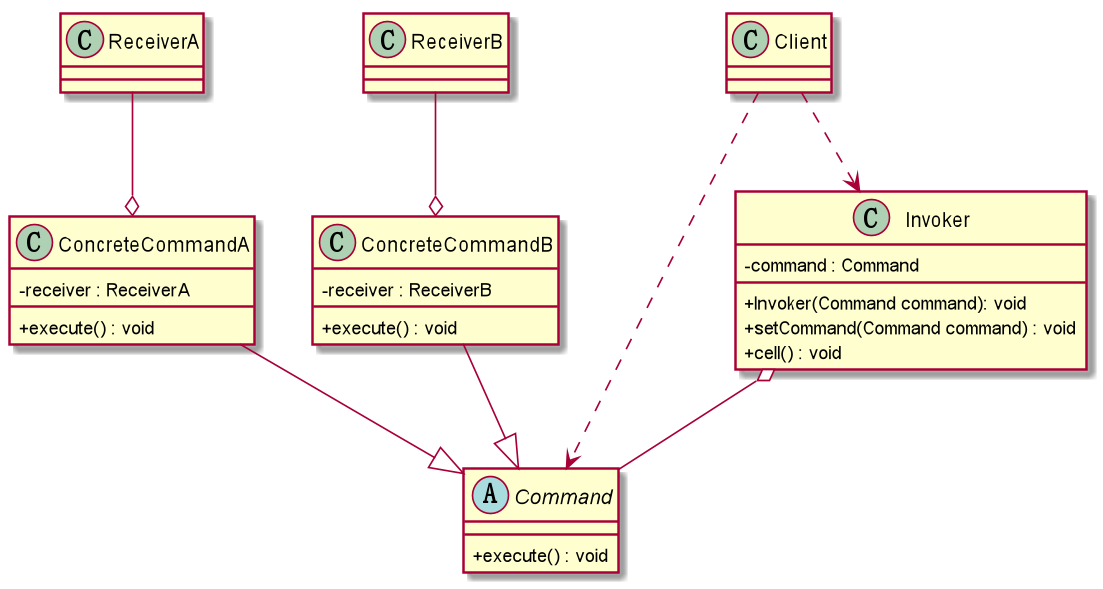 C ReceiverA
C ReceiverB
C Client
C ConcreteCommandA
-receiver : ReceiverA
+execute() : void
C ConcreteCommandB
-receiver : ReceiverB
+execute() : void
C Invoker
-command : Command
+Invoker(Command command): void
+setCommand(Command command) : void
+cell() : void
A Command
+execute() : void